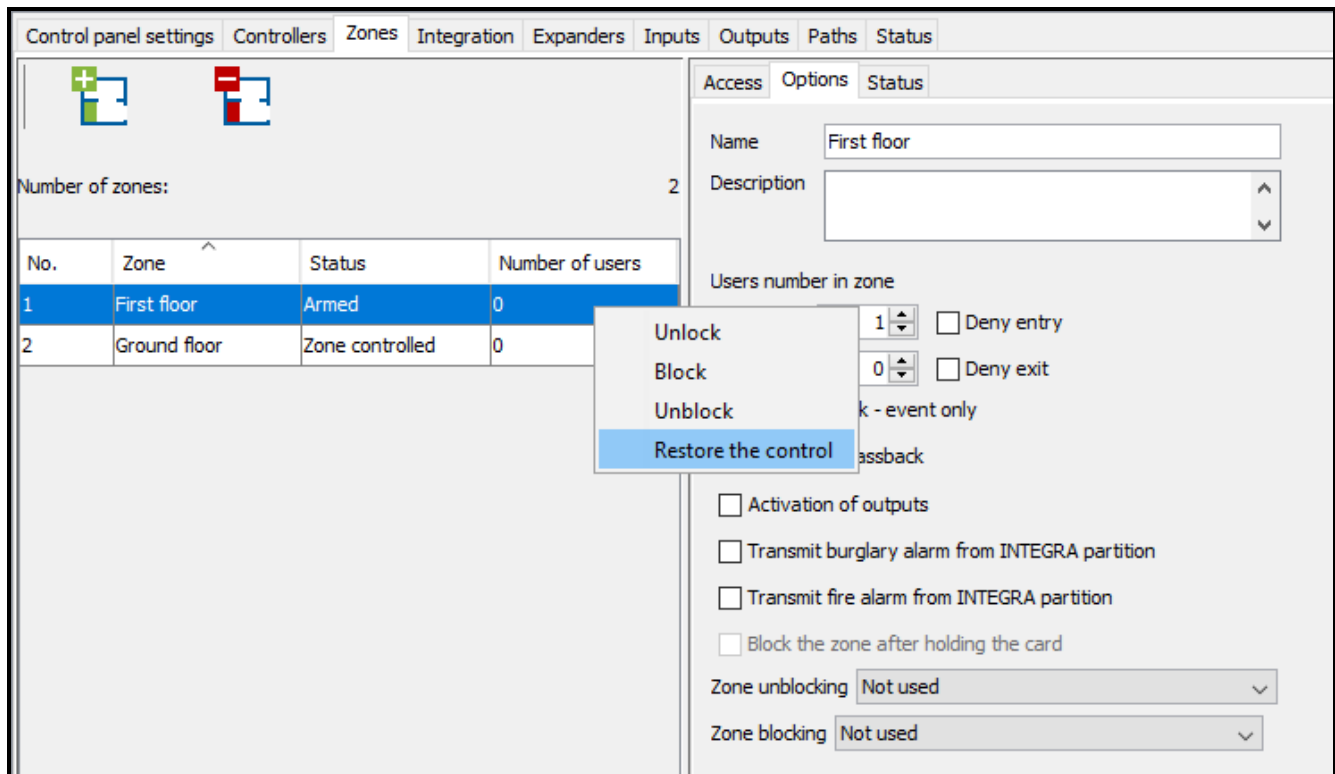 Control panel settings Controllers Zones Integration Expanders Inputs Outputs Paths Status
Number of zones: 2
No. Zone Status Number of users
1 First floor Armed 0
2 Ground floor Zone controlled 0
Unlock
Block
Unblock
Restore the control
Access Options Status
Name First floor
Description
Users number in zone
1 Deny entry
0 Deny exit
- event only
Activation of outputs
Transmit burglary alarm from INTEGRA partition
Transmit fire alarm from INTEGRA partition
Block the zone after holding the card
Zone unblocking Not used
Zone blocking Not used